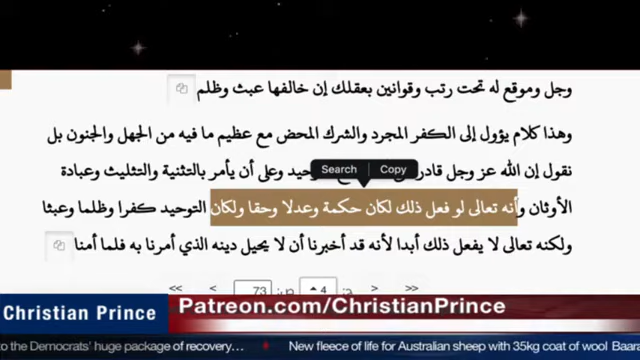 وجل وموقع له تحت رتب وقوانين بعقلك إن خالفها عبث وظلم
وهذا كلام يؤول إلى الكفر المجرد والشرك المحض مع عظيم ما فيه من الجهل والجنون بل
نقول إن الله عز وجل قادر وحيد وعلى أن يأمر بالتثنية والتثليث وعبادة
Search Copy
الأوثان وأنه تعالى لو فعل ذلك لكان حكمة وعدلا وحقا ولكان التوحيد كفرا وظلما وعبثا
ولكنه تعالى لا يفعل ذلك أبدا لأنه قد أخبرنا أن لا يحيل دينه الذي أمرنا به فلما أمنا
<< < 73 ص: 4 ج: > >>
Christian Prince Patreon.com/ChristianPrince
to the Democrats' huge package of recovery… ♦ New fleece of life for Australian sheep with 35kg coat of wool Baar